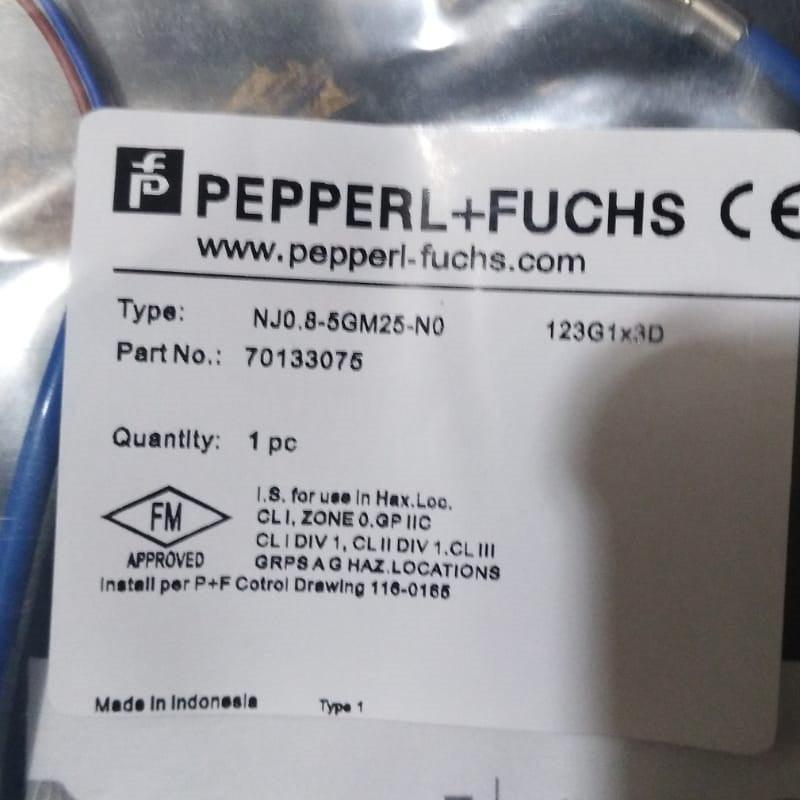 PEPPERL+FUCHS CE
www.pepperl-fuchs.com
Type: NJ0.8-5GM25-N0 123G1x3D
Part No.: 70133075
Quantity: 1 pc
FM
APPROVED
I.S. for use in Hax.Loc.
CL I, ZONE 0.GP IIC
CL I DIV 1, CL II DIV 1.CL III
GRPS A G HAZ.LOCATIONS
Install per P+F Cotrol Drawing 116-0165
Made in Indonesia Type 1